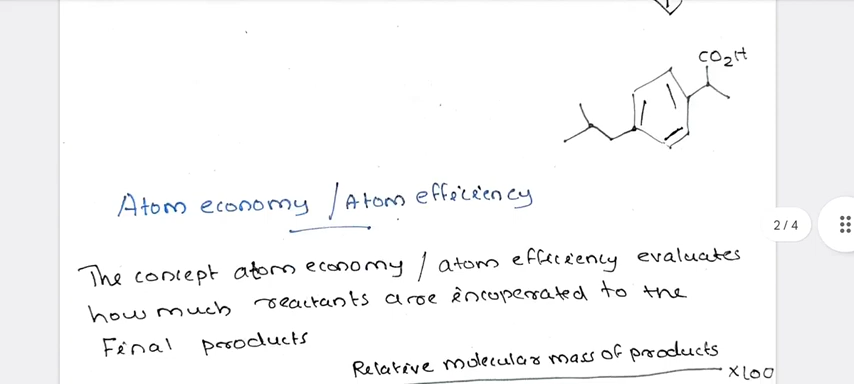 CO2H
Atom economy / Atom efficiency
2 / 4
The concept atom economy / atom efficiency evaluates
how much reactants are incuperated to the
Final products
Relative molecular mass of products
x100